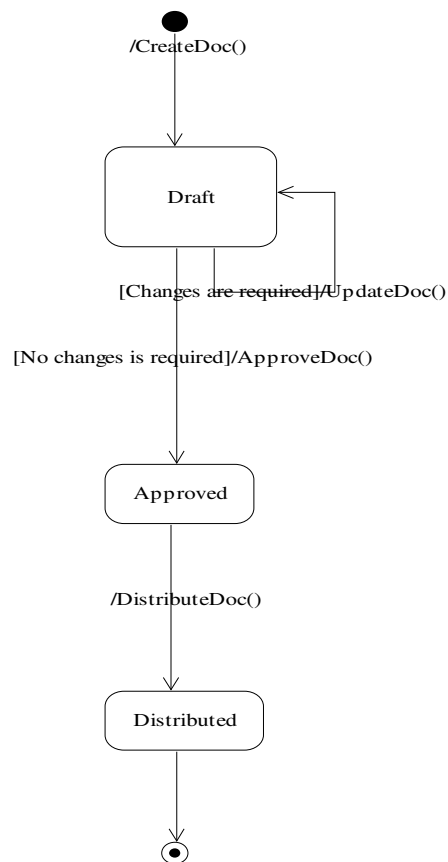 /CreateDoc()
Draft
[Changes are required]/UpdateDoc()
[No changes is required]/ApproveDoc()
Approved
/DistributeDoc()
Distributed